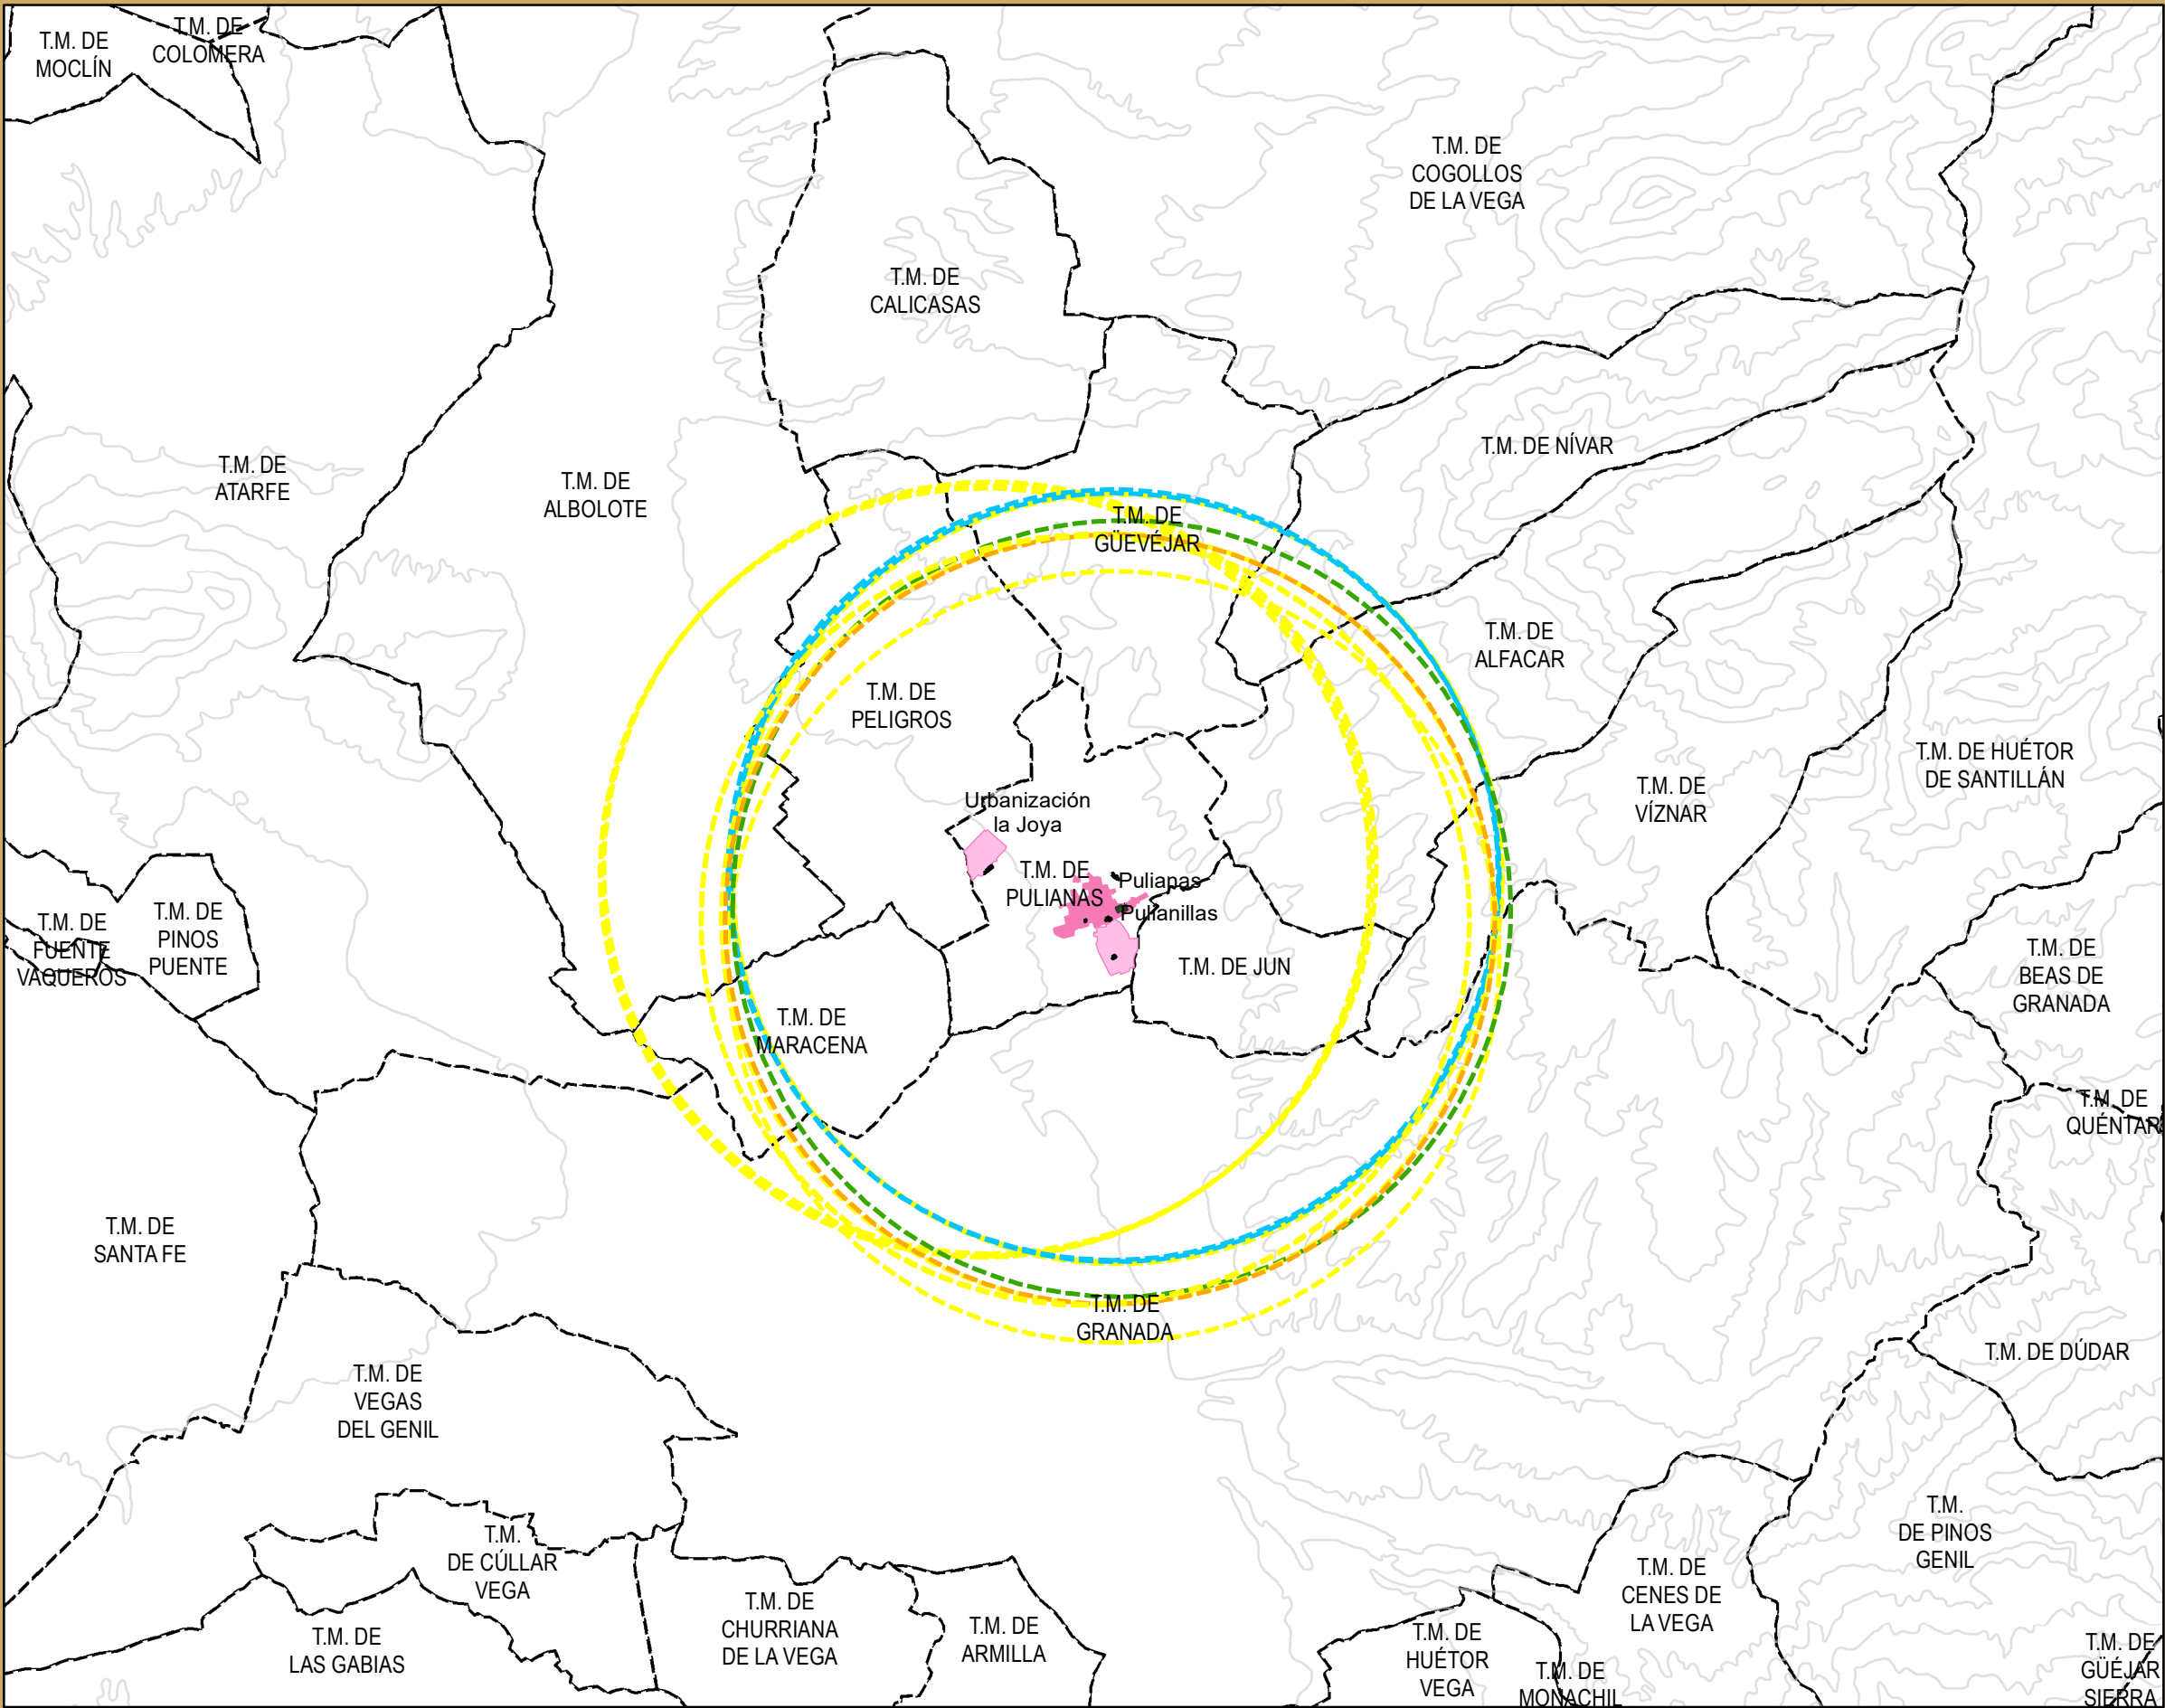 T.M. DE
MOCLÍN
T.M. DE
COLOMERA
T.M. DE
COGOLLOS
DE LA VEGA
T.M. DE
CALICASAS
T.M. DE NÍVAR
T.M. DE
ATARFE
T.M. DE
ALBOLOTE
T.M. DE
GÜEVÉJAR
T.M. DE
ALFACAR
T.M. DE
PELIGROS
T.M. DE HUÉTOR
DE SANTILLÁN
T.M. DE
VÍZNAR
Urbanización
la Joya
T.M. DE
PULIANAS
Pulianas
Pulianillas
T.M. DE
FUENTE
VAQUEROS
T.M. DE
PINOS
PUENTE
T.M. DE JUN
T.M. DE
BEAS DE
GRANADA
T.M. DE
MARACENA
T.M. DE
QUÉNTAR
T.M. DE
SANTA FE
T.M. DE
GRANADA
T.M. DE DÚDAR
T.M. DE
VEGAS
DEL GENIL
T.M.
DE CÚLLAR
VEGA
T.M.
DE PINOS
GENIL
T.M. DE
CENES DE
LA VEGA
T.M. DE
LAS GABIAS
T.M. DE
CHURRIANA
DE LA VEGA
T.M. DE
ARMILLA
T.M. DE
HUÉTOR
VEGA
T.M. DE
MONACHIL
T.M. DE
GÜÉJAR
SIERRA